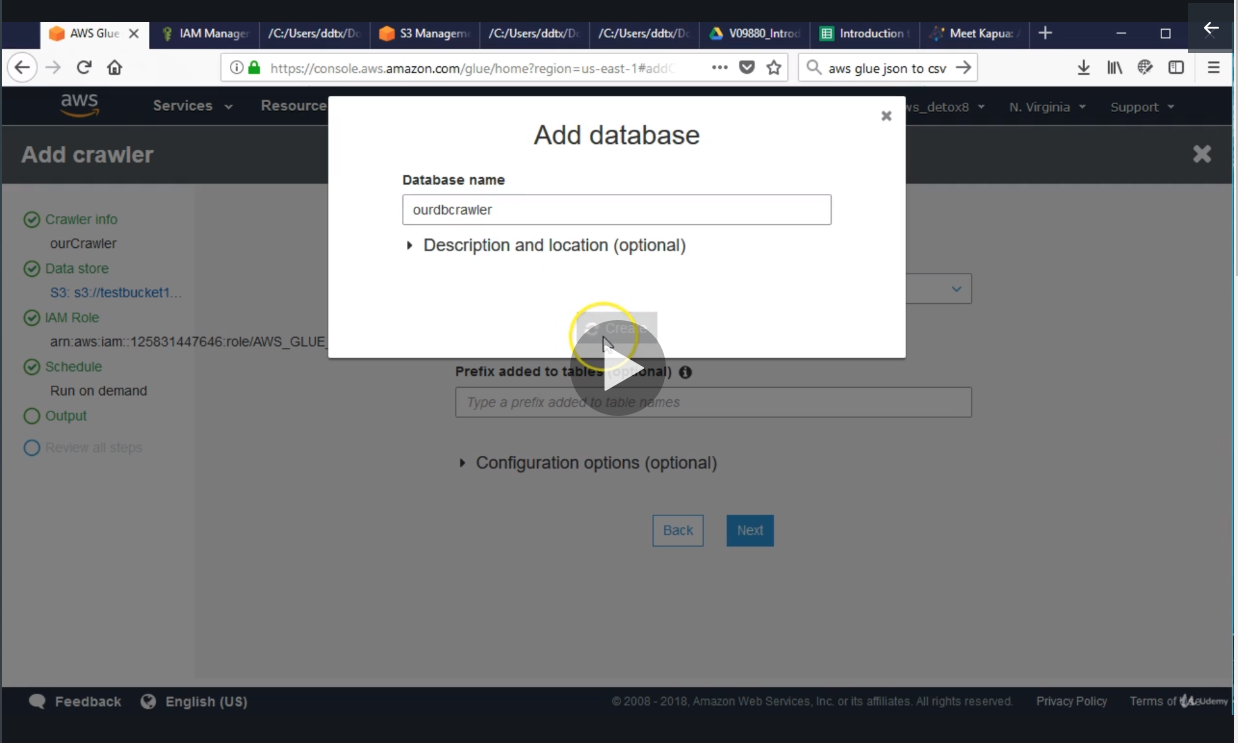 AWS Glue
IAM Manager
/C:/Users/ddtx/Do
S3 Manageme
/C:/Users/ddtx/Do
/C:/Users/ddtx/Do
V09880_Introd
Introduction t
Meet Kapua: A
https://console.aws.amazon.com/glue/home?region=us-east-1#addC
aws glue json to csv
aws
Services
Resource
ws_detox8
N. Virginia
Support
Add crawler
Add database
Database name
ourdbcrawler
Description and location (optional)
Create
Crawler info
ourCrawler
Data store
S3: s3://testbucket1...
IAM Role
arn:aws:iam::125831447646:role/AWS_GLUE_
Schedule
Run on demand
Output
Review all steps
Prefix added to tables (optional)
Type a prefix added to table names
Configuration options (optional)
Back
Next
Feedback
English (US)
© 2008 - 2018, Amazon Web Services, Inc. or its affiliates. All rights reserved.
Privacy Policy
Terms of
Udemy